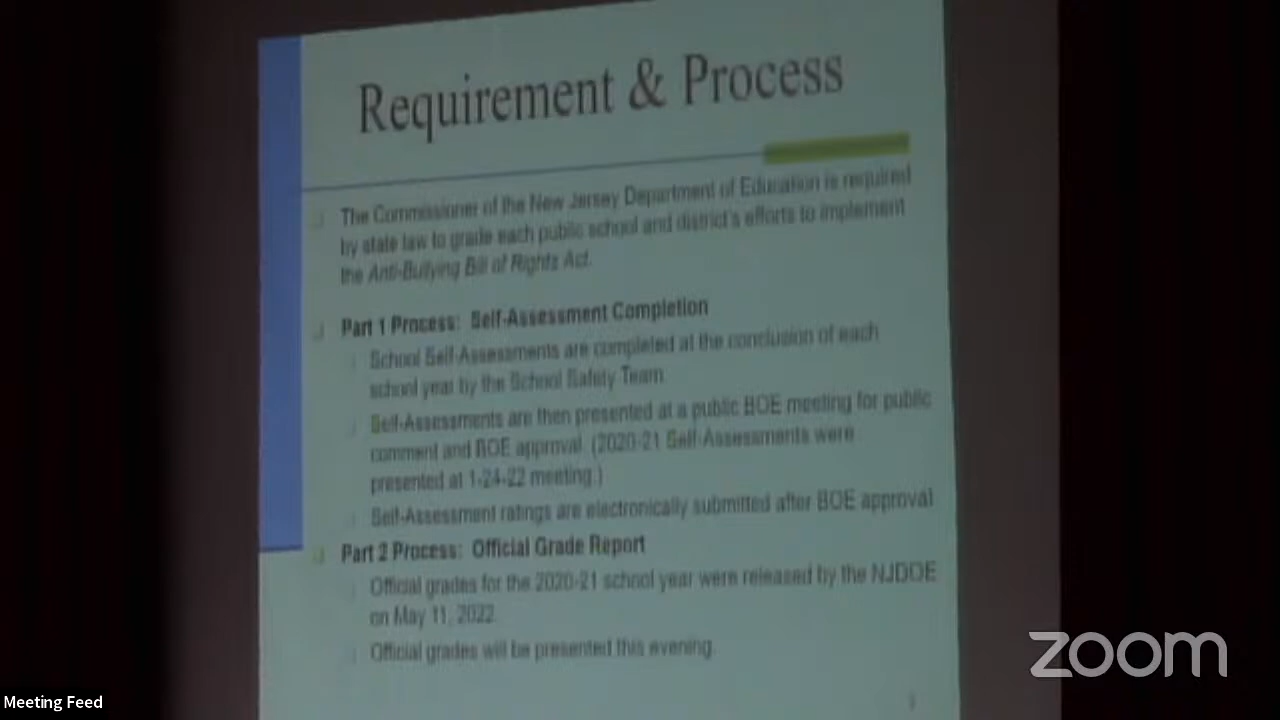 Requirement & Process
The Commissioner of the New Jersey Department of Education is required
by state law to grade each public school and district's efforts to implement
the Anti-Bullying Bill of Rights Act.
Part 1 Process: Self-Assessment Completion
School Self-Assessments are completed at the conclusion of each
school year by the School Safety Team.
Self-Assessments are then presented at a public BOE meeting for public
comment and BOE approval. (2020-21 Self-Assessments were
presented at 1-24-22 meeting.)
Self-Assessment ratings are electronically submitted after BOE approval
Part 2 Process: Official Grade Report
Official grades for the 2020-21 school year were released by the NJDOE
on May 11, 2022.
Official grades will be presented this evening.
zoom
Meeting Feed